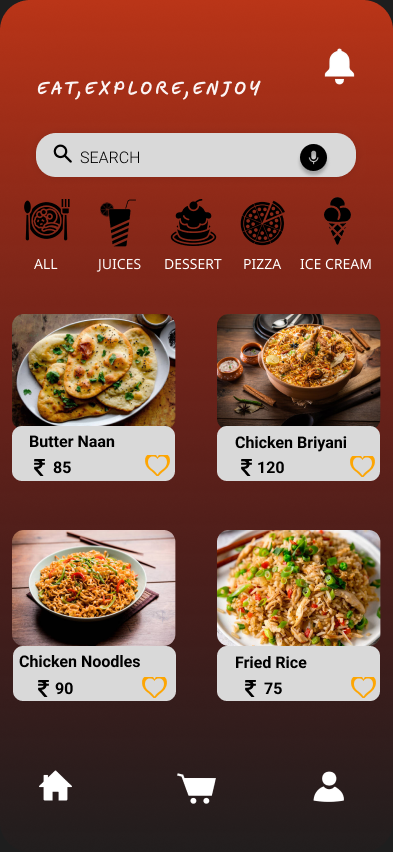 EAT,EXPLORE,ENJOY
SEARCH
ALL JUICES DESSERT PIZZA ICE CREAM
Butter Naan
₹ 85
Chicken Briyani
₹ 120
Chicken Noodles
₹ 90
Fried Rice
₹ 75